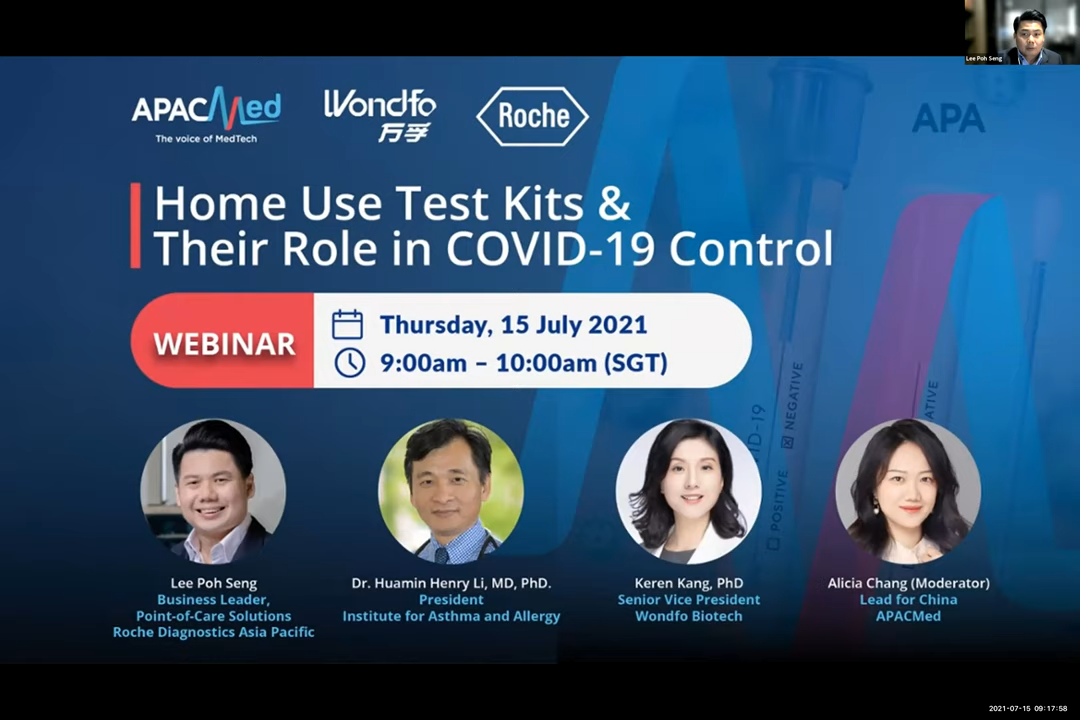 Lee Poh Seng
APACMed
The voice of MedTech
Wondfo
万孚
Roche
APA
Home Use Test Kits &
Their Role in COVID-19 Control
WEBINAR
Thursday, 15 July 2021
9:00am – 10:00am (SGT)
NEGATIVE
POSITIVE
ID-19
ATIVE
Lee Poh Seng
Business Leader,
Point-of-Care Solutions
Roche Diagnostics Asia Pacific
Dr. Huamin Henry Li, MD, PhD.
President
Institute for Asthma and Allergy
Keren Kang, PhD
Senior Vice President
Wondfo Biotech
Alicia Chang (Moderator)
Lead for China
APACMed
2021-07-15 09:17:58